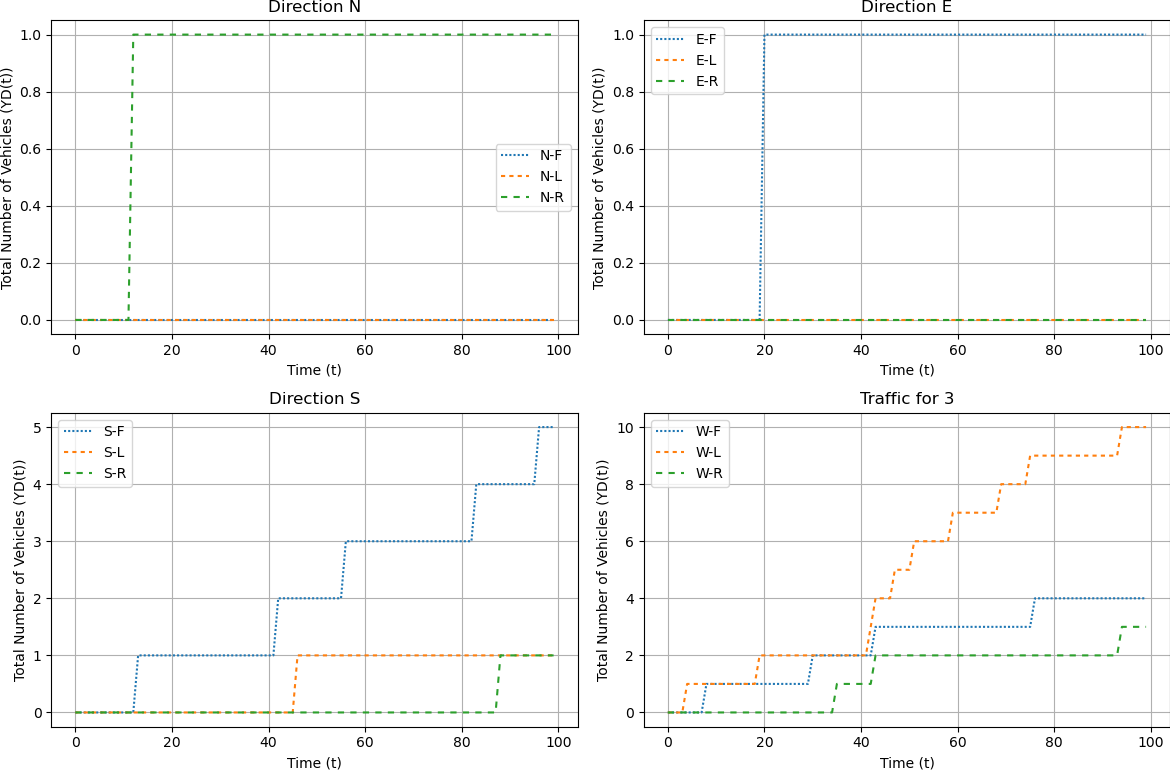 Direction N
Total Number of Vehicles (YD(t))
1.0
0.8
0.6
0.4
0.2
0.0
N-F
N-L
N-R
0 20 40 60 80 100
Time (t)
Direction E
Total Number of Vehicles (YD(t))
1.0
0.8
0.6
0.4
0.2
0.0
E-F
E-L
E-R
0 20 40 60 80 100
Time (t)
Direction S
Total Number of Vehicles (YD(t))
5
4
3
2
1
0
S-F
S-L
S-R
0 20 40 60 80 100
Time (t)
Traffic for 3
Total Number of Vehicles (YD(t))
10
8
6
4
2
0
W-F
W-L
W-R
0 20 40 60 80 100
Time (t)